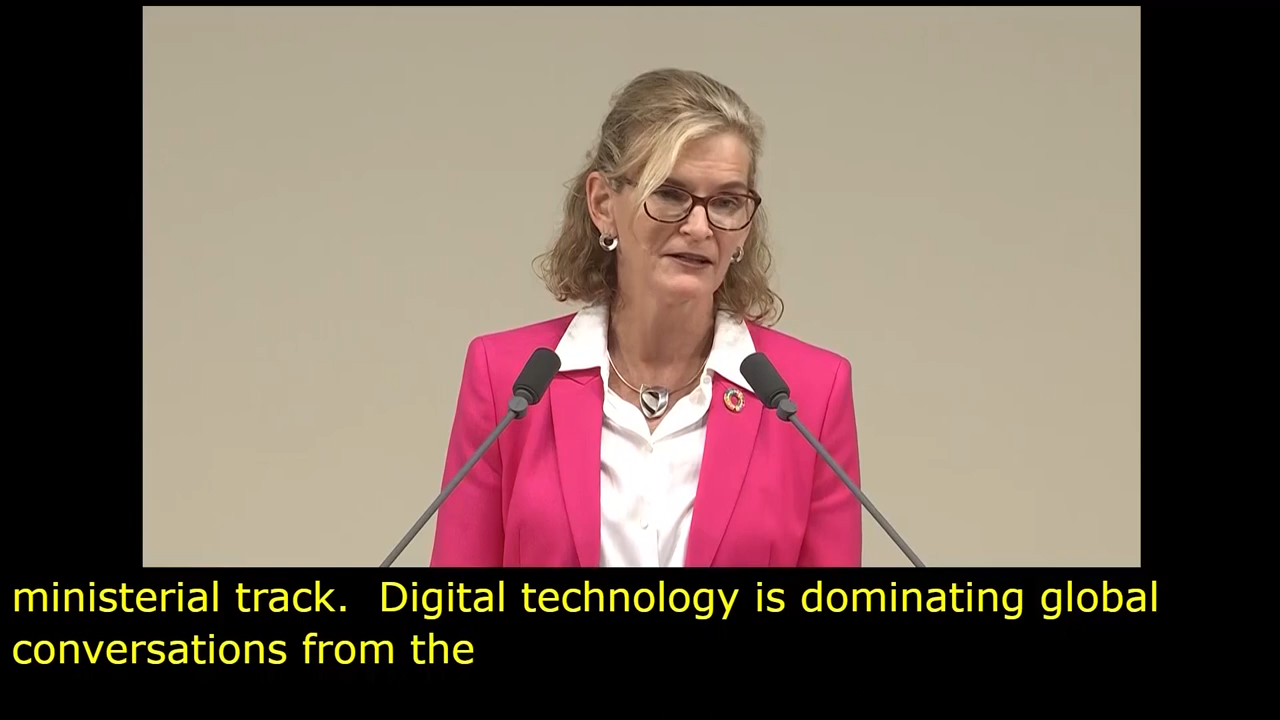 ministerial track.  Digital technology is dominating global
conversations from the